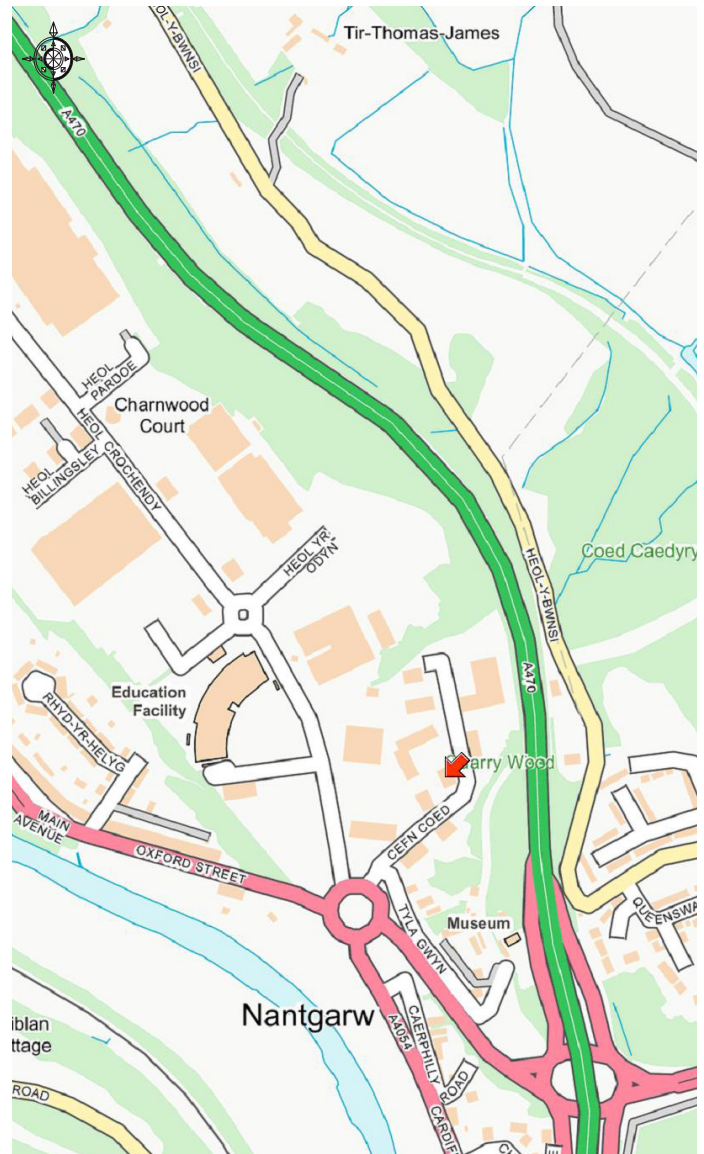 HEOL-Y-BWNSI
Tir-Thomas-James
A470
HEOL
PARDOE
Charnwood
Court
HEOL CROCHENDY
HEOL
BILLINGSLEY
HEOL YR
ODYN
HEOL-Y-BWNSI
Coed Caedyry
A470
Education
Facility
RHYD-YR-HELYG
arry Wood
MAIN
AVENUE
OXFORD STREET
CEFN COED
TYLA GWYN
Museum
QUEENSWA
Nantgarw
A4054
CAERPHILLY
ROAD
CARDIF
iblan
ttage
ROAD